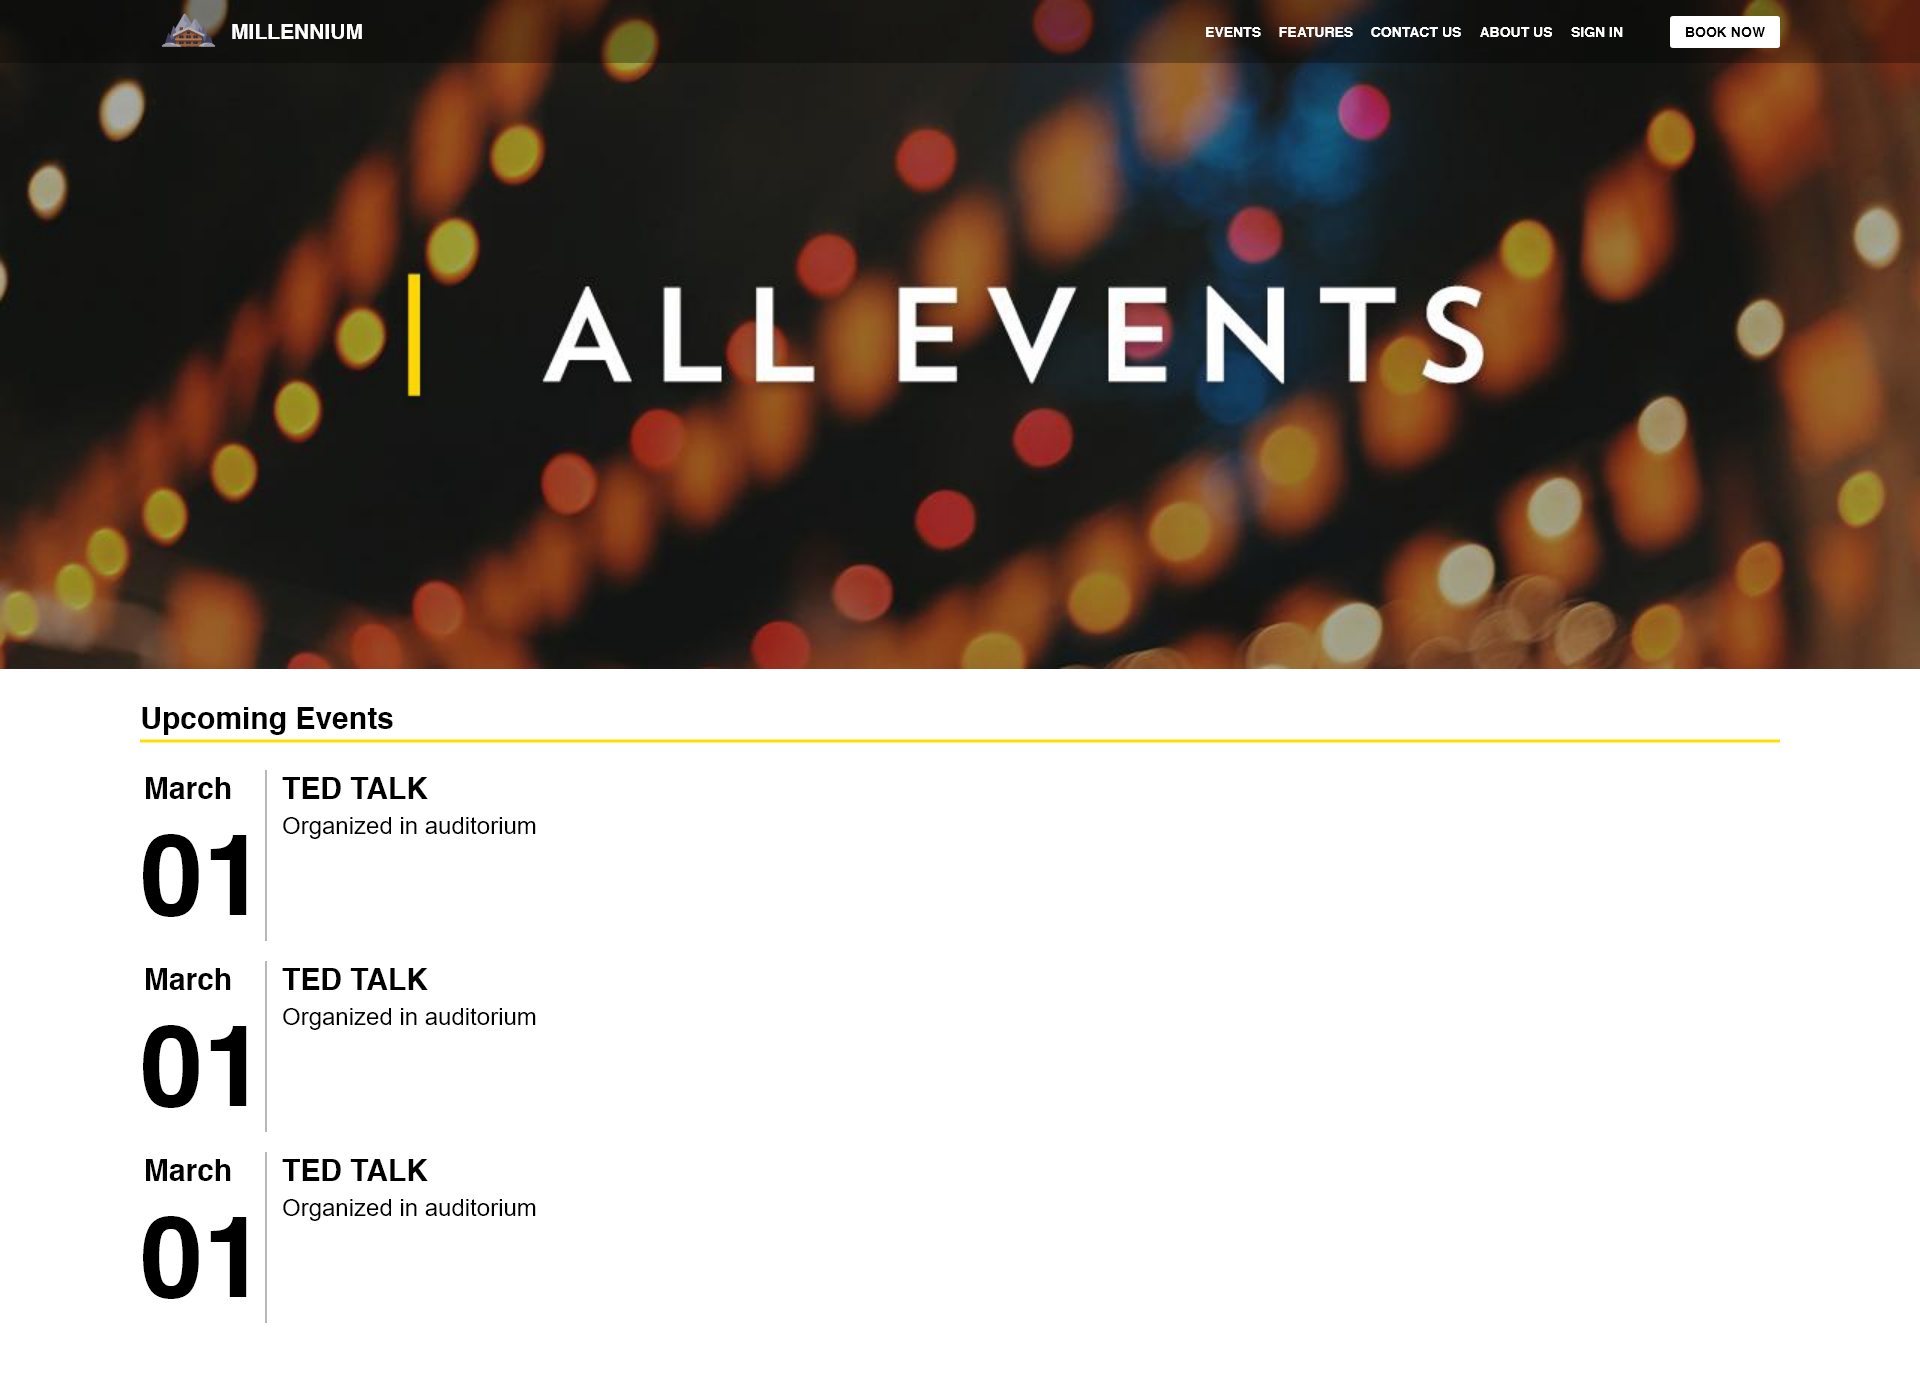 MILLENNIUM
EVENTS FEATURES CONTACT US ABOUT US SIGN IN BOOK NOW
ALL EVENTS
Upcoming Events
March
01
TED TALK
Organized in auditorium
March
01
TED TALK
Organized in auditorium
March
01
TED TALK
Organized in auditorium